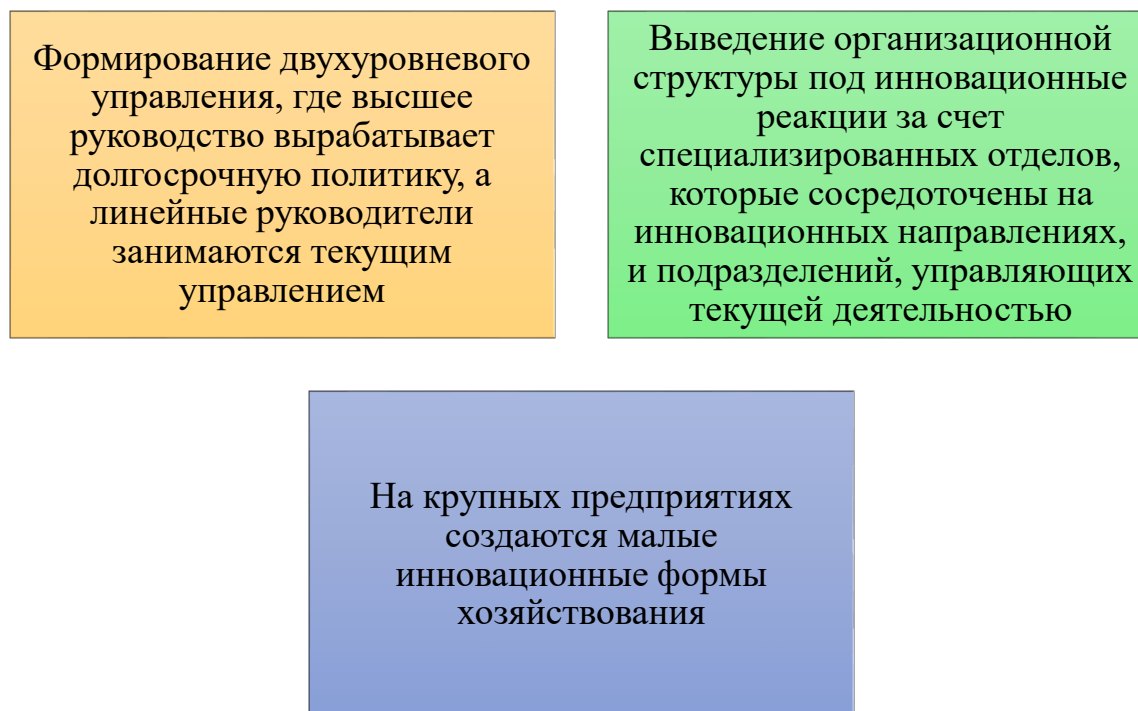 Формирование двухуровневого
управления, где высшее
руководство вырабатывает
долгосрочную политику, а
линейные руководители
занимаются текущим
управлением
Выведение организационной
структуры под инновационные
реакции за счет
специализированных отделов,
которые сосредоточены на
инновационных направлениях,
и подразделений, управляющих
текущей деятельностью
На крупных предприятиях
создаются малые
инновационные формы
хозяйствования